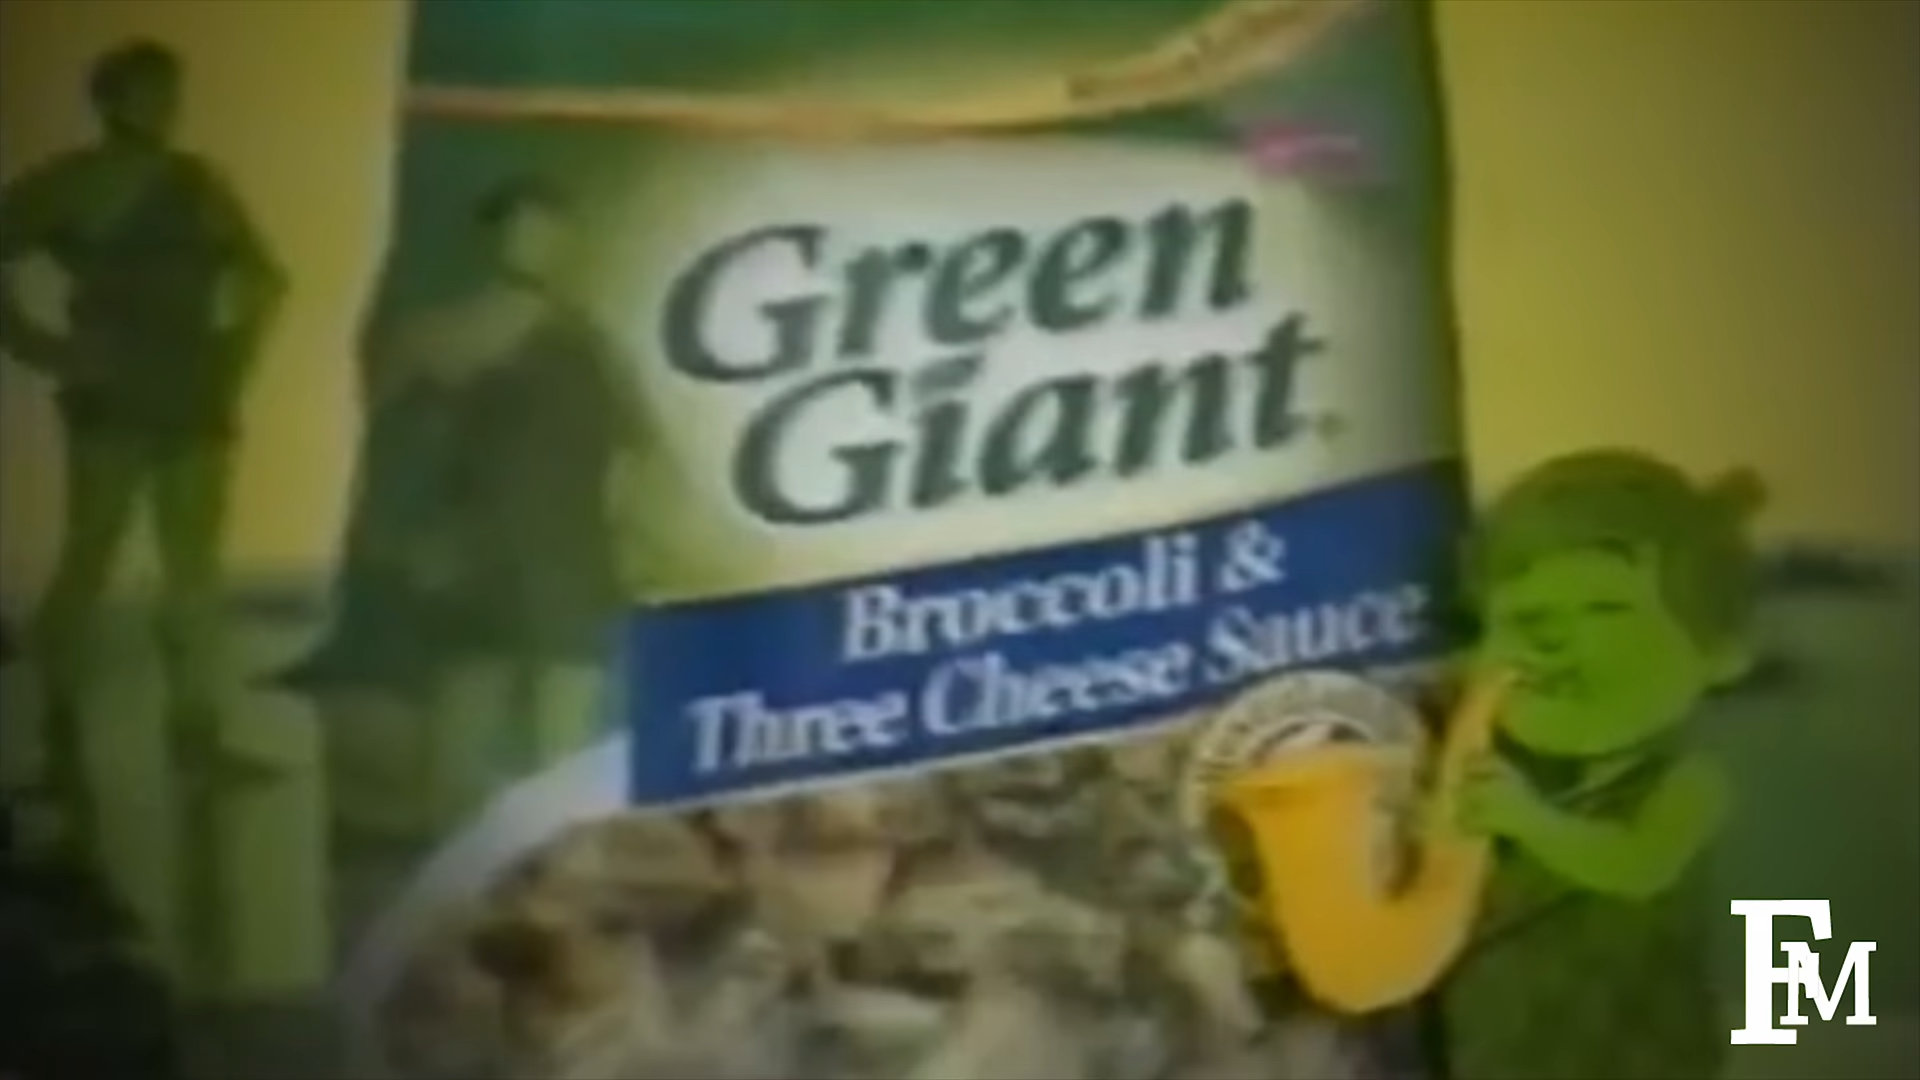 Green
Giant
Broccoli &
Three Cheese Sauce
FM